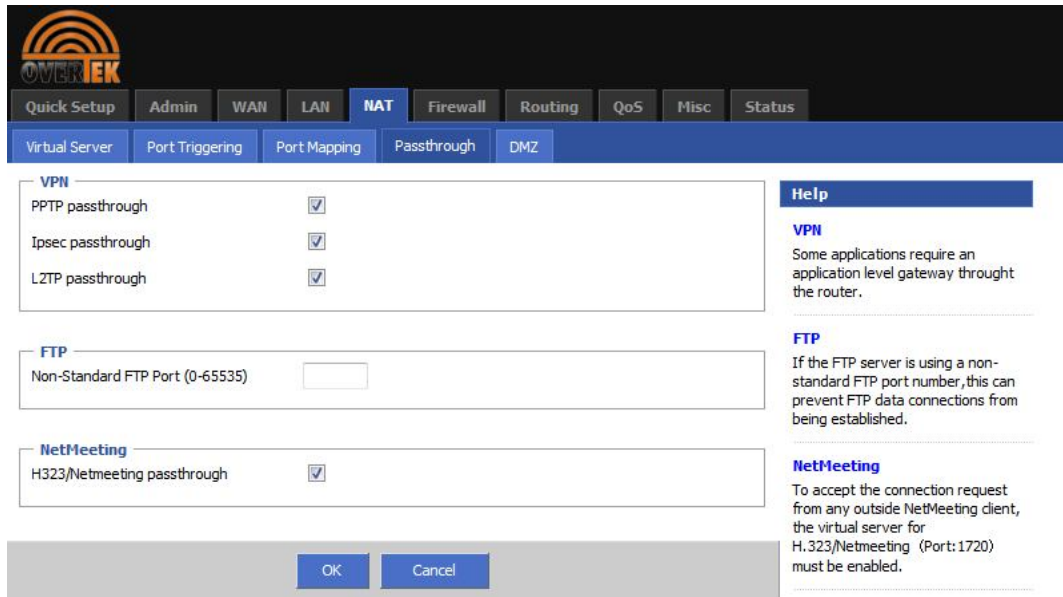 OVERTEK
Quick Setup Admin WAN LAN NAT Firewall Routing QoS Misc Status
Virtual Server Port Triggering Port Mapping Passthrough DMZ
VPN
PPTP passthrough
Ipsec passthrough
L2TP passthrough
FTP
Non-Standard FTP Port (0-65535)
NetMeeting
H323/Netmeeting passthrough
OK Cancel
Help
VPN
Some applications require an
application level gateway throught
the router.
FTP
If the FTP server is using a non-
standard FTP port number,this can
prevent FTP data connections from
being established.
NetMeeting
To accept the connection request
from any outside NetMeeting client,
the virtual server for
H.323/Netmeeting (Port:1720)
must be enabled.